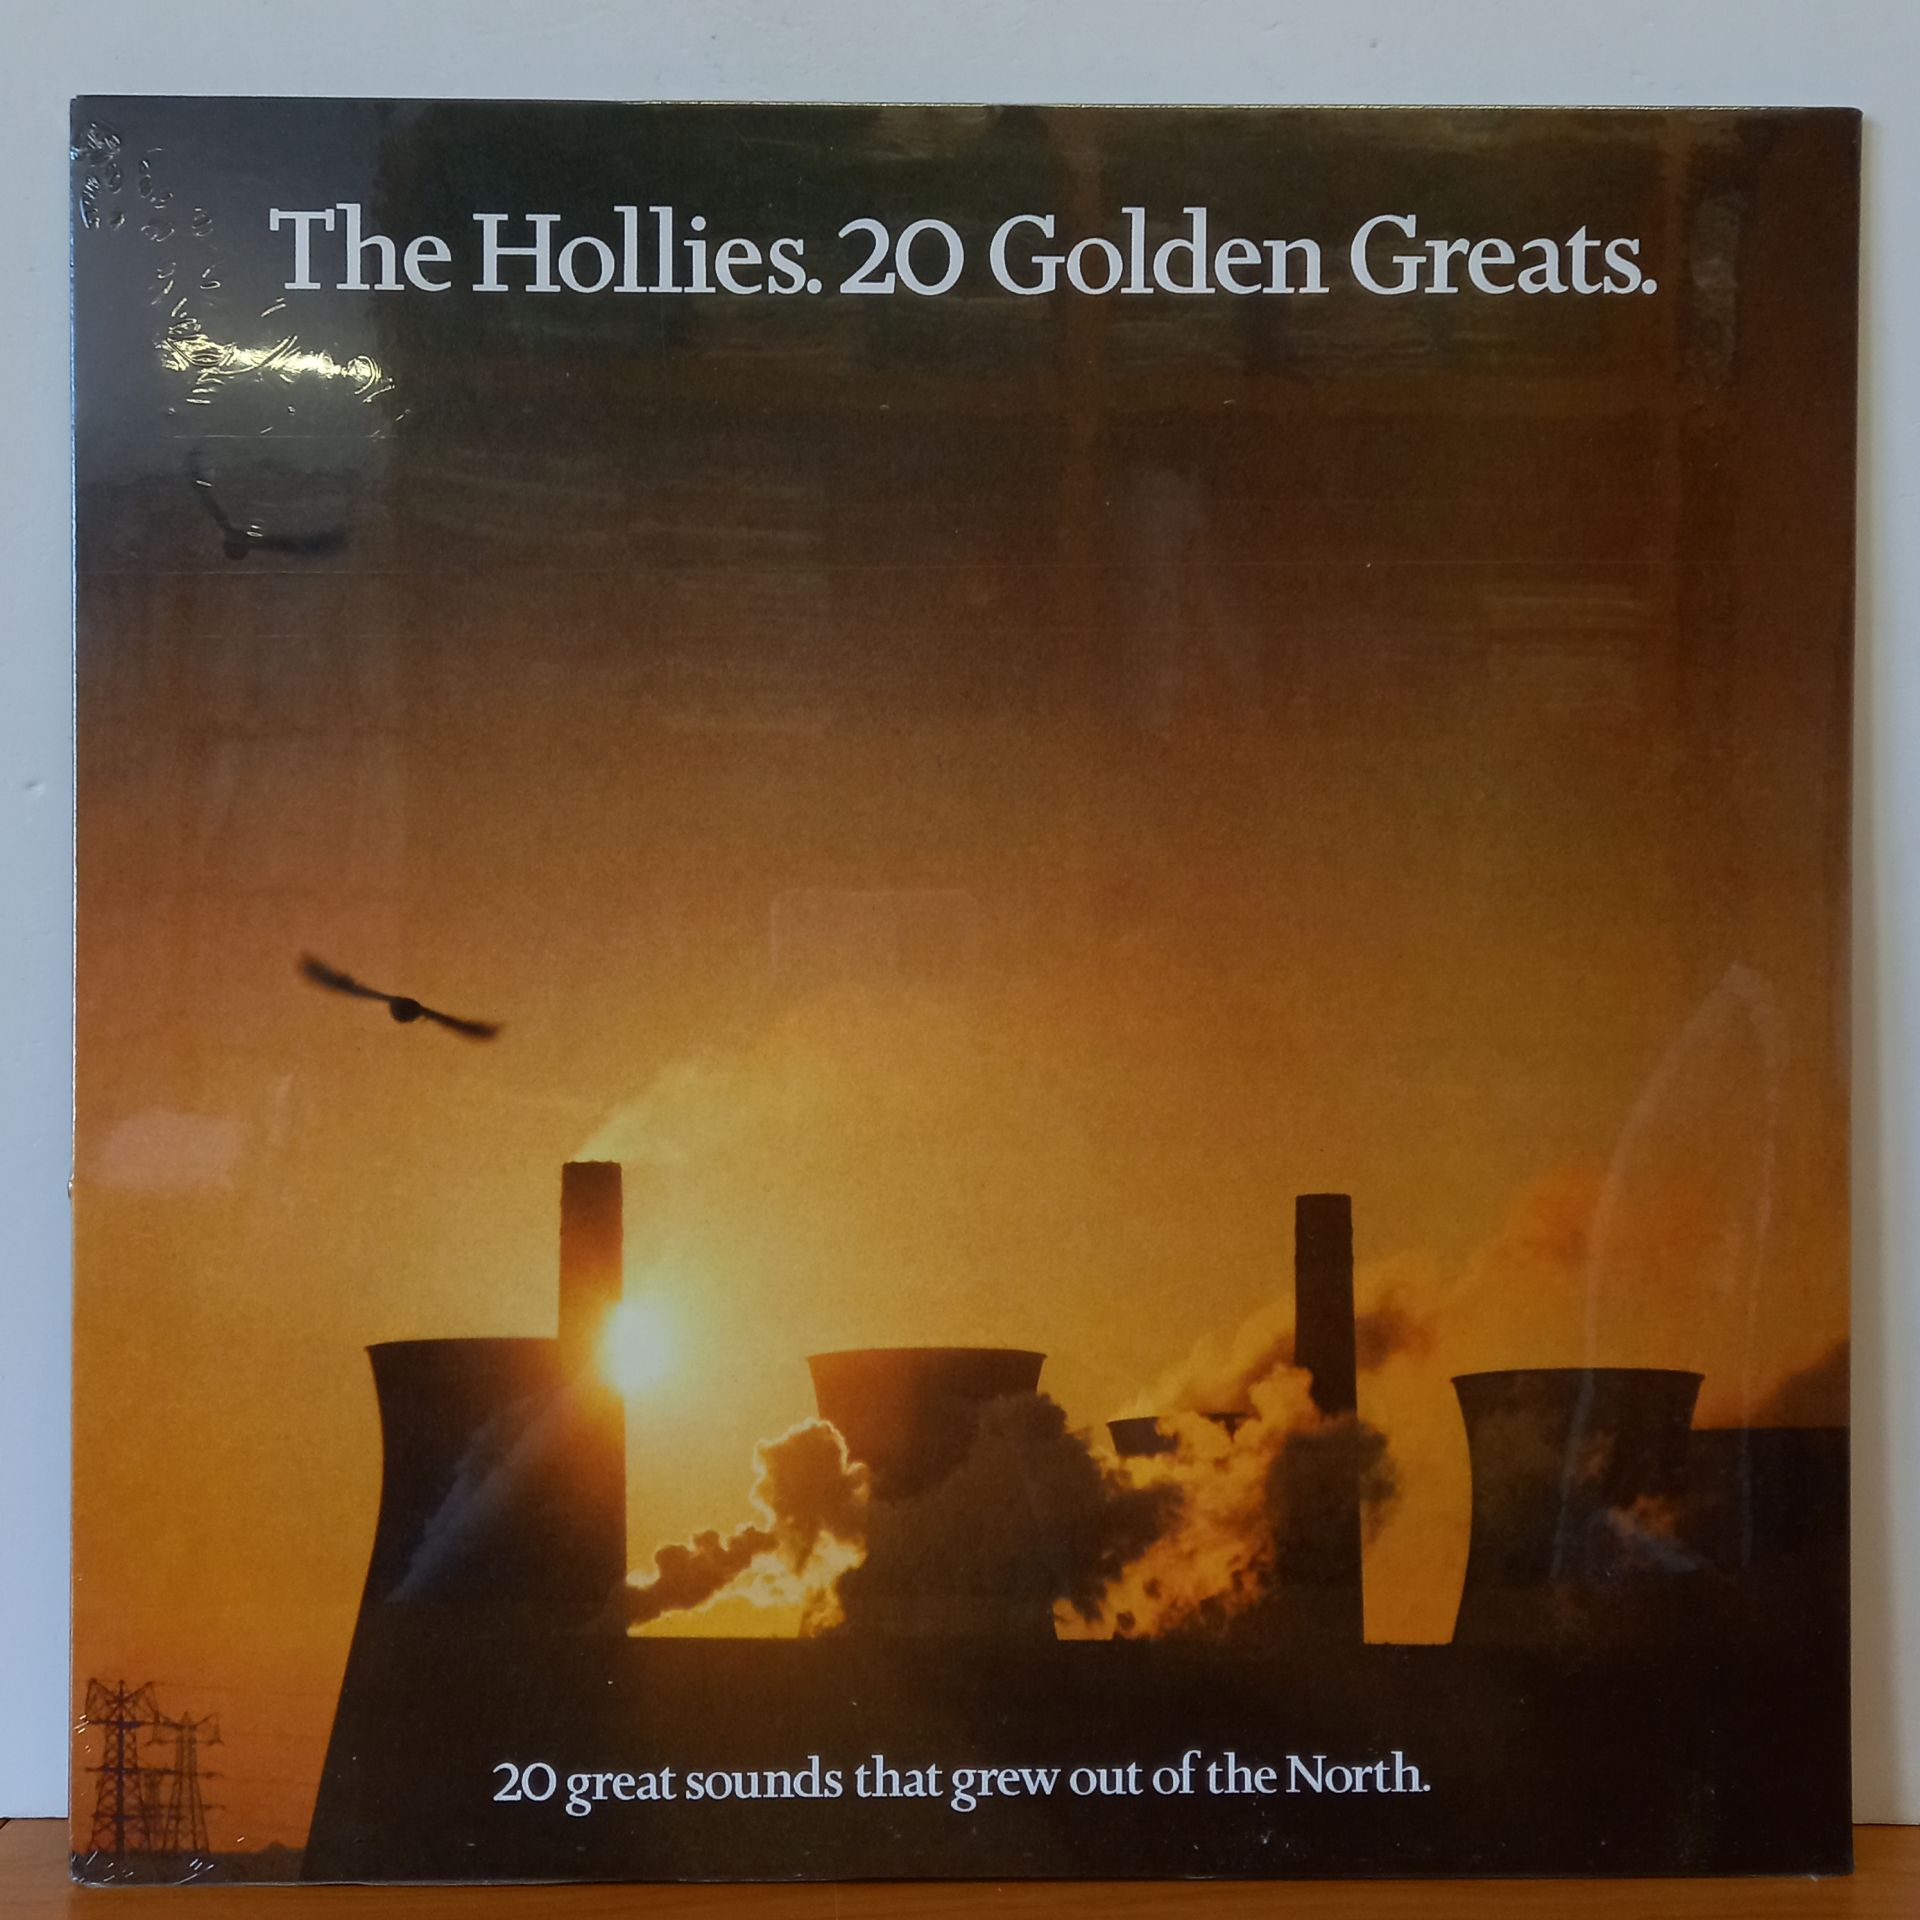 The Hollies. 20 Golden Greats.
20 great sounds that grew out of the North.